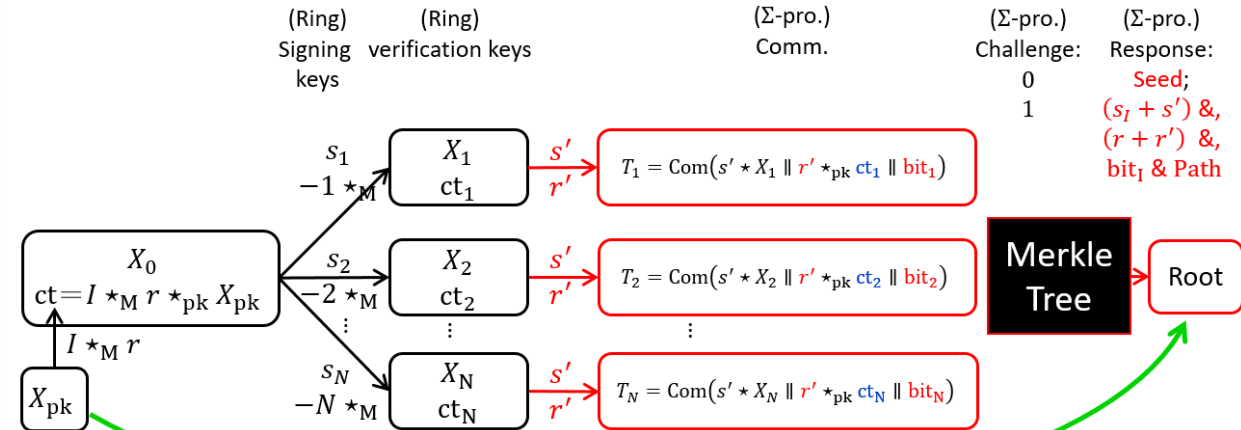 (Ring)
Signing
keys
(Ring)
verification keys
(Σ-pro.)
Comm.
(Σ-pro.)
Challenge:
0
1
(Σ-pro.)
Response:
Seed;
(s_I + s′) &,
(r + r′) &,
bit_I & Path
s_1
−1 ⋆_M
X_1
ct_1
s′
r′
T_1 = Com(s′ ⋆ X_1 ∥ r′ ⋆_pk ct_1 ∥ bit_1)
X_0
ct=I ⋆_M r ⋆_pk X_pk
s_2
−2 ⋆_M
⋮
X_2
ct_2
⋮
s′
r′
T_2 = Com(s′ ⋆ X_2 ∥ r′ ⋆_pk ct_2 ∥ bit_2)
⋮
Merkle
Tree
Root
I ⋆_M r
X_pk
s_N
−N ⋆_M
X_N
ct_N
s′
r′
T_N = Com(s′ ⋆ X_N ∥ r′ ⋆_pk ct_N ∥ bit_N)